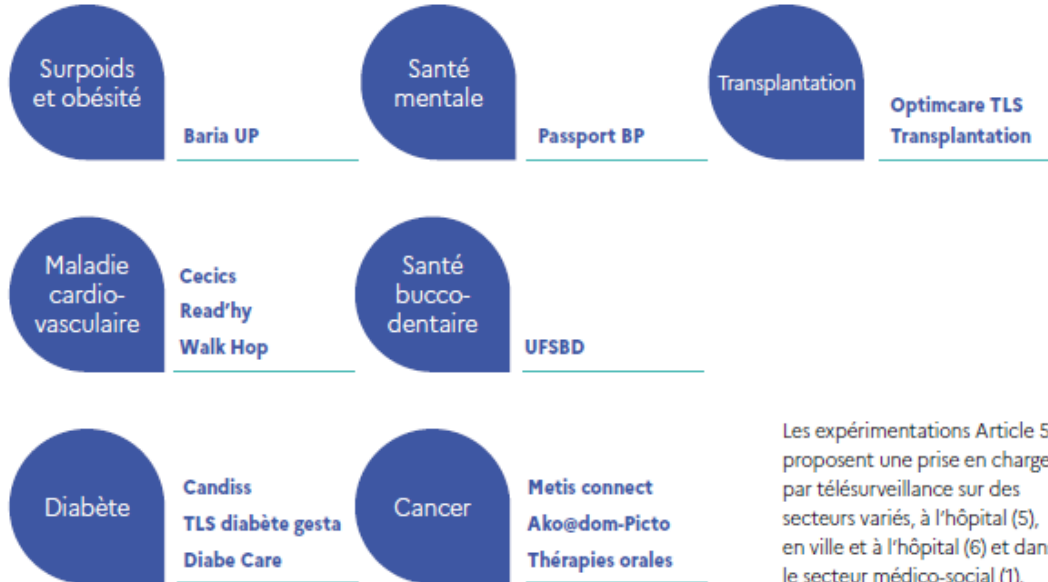 Surpoids
et obésité
Baria UP
Santé
mentale
Passport BP
Transplantation
Optimcare TLS
Transplantation
Maladie
cardio-
vasculaire
Cecics
Read'hy
Walk Hop
Santé
bucco-
dentaire
UFSBD
Diabète
Candiss
TLS diabète gesta
Diabe Care
Cancer
Metis connect
Ako@dom-Picto
Thérapies orales
Les expérimentations Article 5
proposent une prise en charge
par télésurveillance sur des
secteurs variés, à l'hôpital (5),
en ville et à l'hôpital (6) et dan
le secteur médico-social (1).